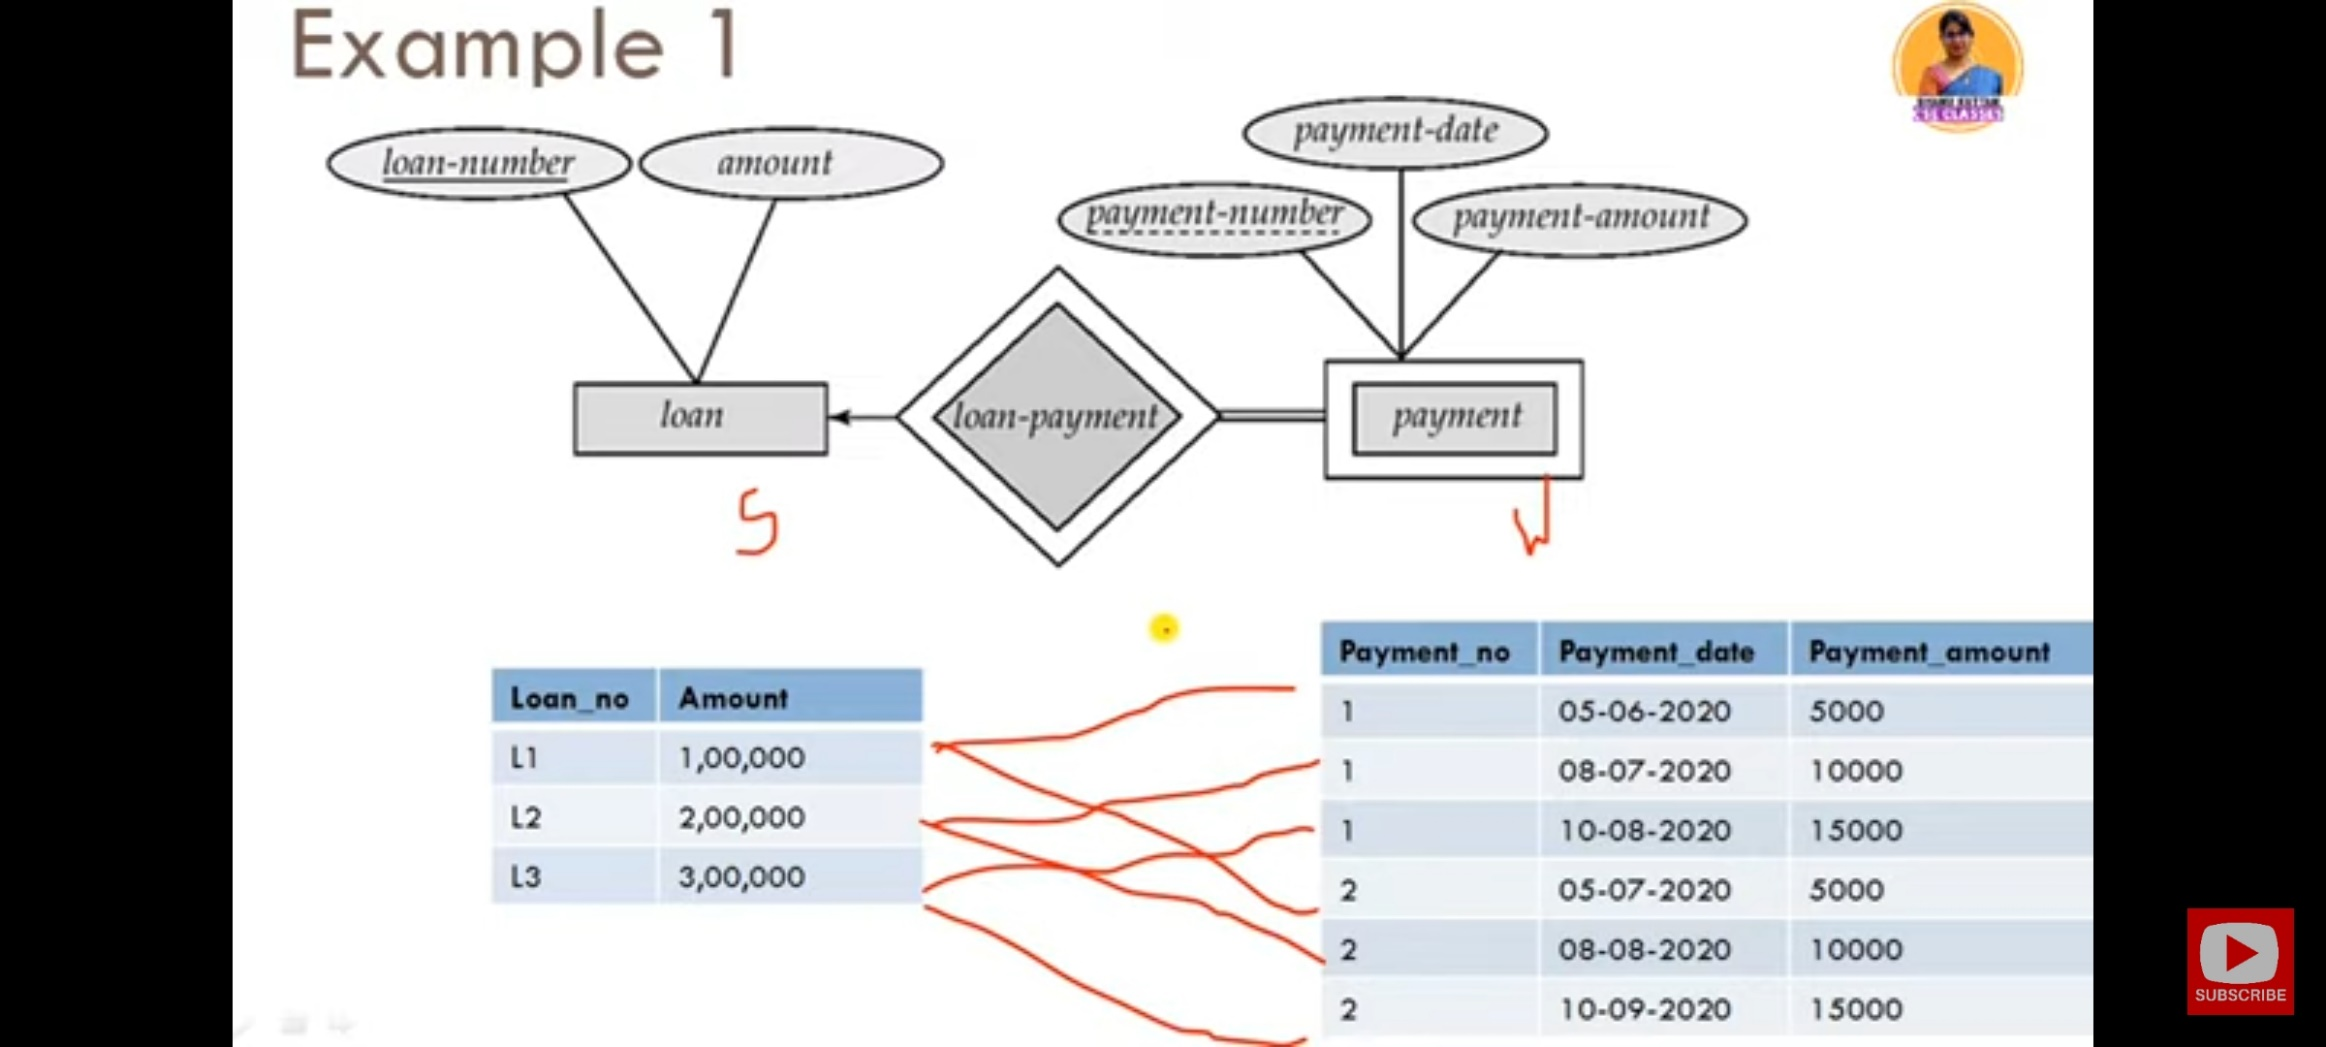 Example 1
CSE CLASSES
payment-date
loan-number
amount
payment-number
payment-amount
loan
loan-payment
payment
S
W
Loan_no Amount
L1 1,00,000
L2 2,00,000
L3 3,00,000
Payment_no Payment_date Payment_amount
1 05-06-2020 5000
1 08-07-2020 10000
1 10-08-2020 15000
2 05-07-2020 5000
2 08-08-2020 10000
2 10-09-2020 15000
SUBSCRIBE